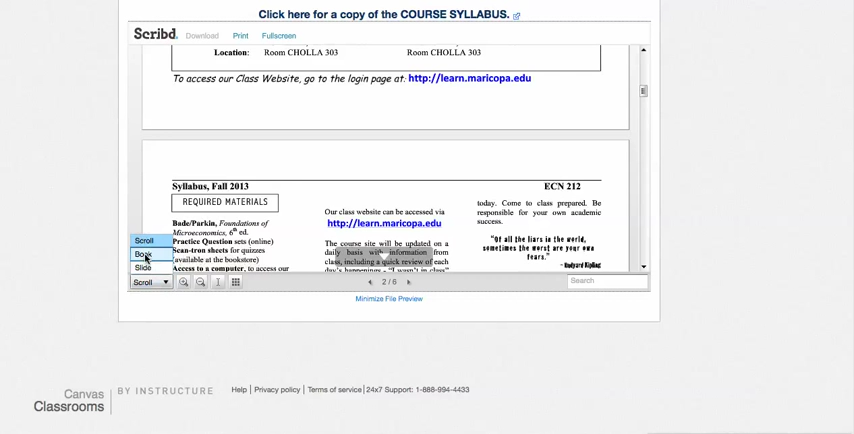 Click here for a copy of the COURSE SYLLABUS.
Scribd. Download Print Fullscreen
Location: Room CHOLLA 303 Room CHOLLA 303
To access our Class Website, go to the login page at: http://learn.maricopa.edu
Syllabus, Fall 2013 ECN 212
REQUIRED MATERIALS
Bade/Parkin, Foundations of
Microeconomics, 6th ed.
Practice Question sets (online)
Scan-tron sheets for quizzes
(available at the bookstore)
Access to a computer, to access our
Our class website can be accessed via
http://learn.maricopa.edu
The course site will be updated on a
daily basis with information from
class, including a quick review of each
day's happenings - "I wasn't in class"
today. Come to class prepared. Be
responsible for your own academic
success.
"Of all the liars in the world,
sometimes the worst are your own
fears."
- Rudyard Kipling
Scroll
Book
Slide
Scroll 2 / 6 Search
Minimize File Preview
Canvas
Classrooms
BY INSTRUCTURE
Help | Privacy policy | Terms of service | 24x7 Support: 1-888-994-4433